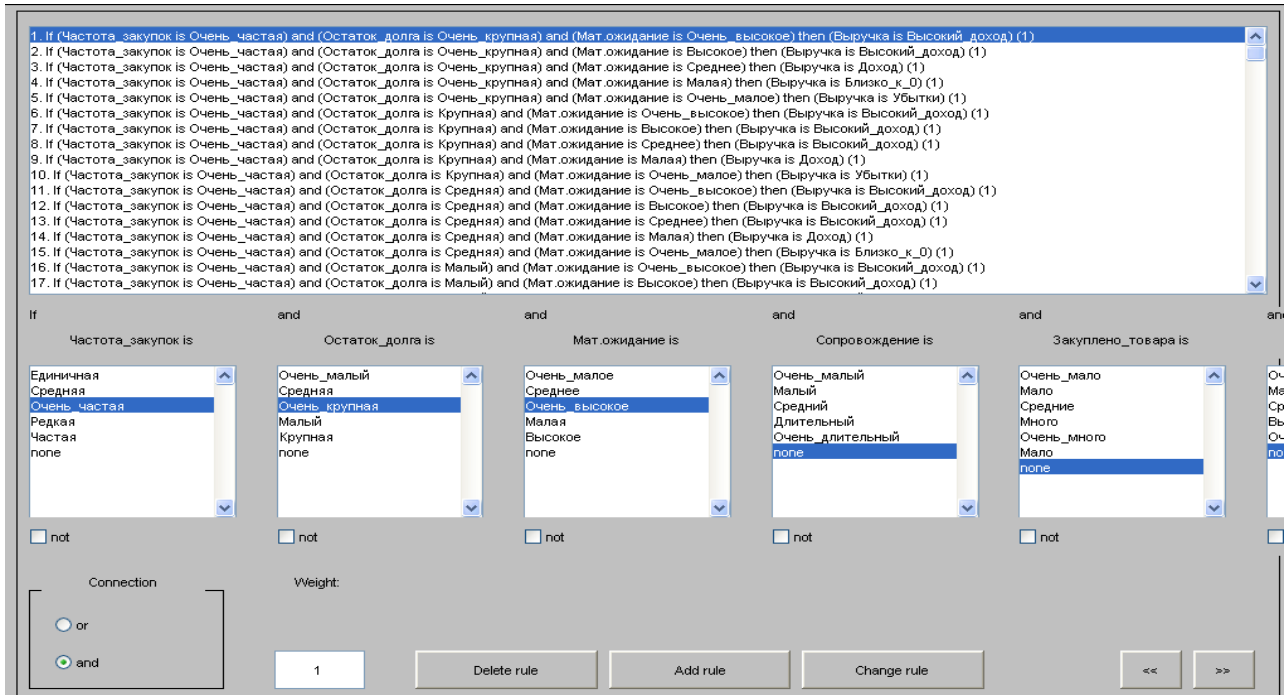 1. If (Частота_закупок is Очень_частая) and (Остаток_долга is Очень_крупная) and (Мат.ожидание is Очень_высокое) then (Выручка is Высокий_доход) (1)
2. If (Частота_закупок is Очень_частая) and (Остаток_долга is Очень_крупная) and (Мат.ожидание is Высокое) then (Выручка is Высокий_доход) (1)
3. If (Частота_закупок is Очень_частая) and (Остаток_долга is Очень_крупная) and (Мат.ожидание is Среднее) then (Выручка is Доход) (1)
4. If (Частота_закупок is Очень_частая) and (Остаток_долга is Очень_крупная) and (Мат.ожидание is Малая) then (Выручка is Близко_к_0) (1)
5. If (Частота_закупок is Очень_частая) and (Остаток_долга is Очень_крупная) and (Мат.ожидание is Очень_малое) then (Выручка is Убытки) (1)
6. If (Частота_закупок is Очень_частая) and (Остаток_долга is Крупная) and (Мат.ожидание is Очень_высокое) then (Выручка is Высокий_доход) (1)
7. If (Частота_закупок is Очень_частая) and (Остаток_долга is Крупная) and (Мат.ожидание is Высокое) then (Выручка is Высокий_доход) (1)
8. If (Частота_закупок is Очень_частая) and (Остаток_долга is Крупная) and (Мат.ожидание is Среднее) then (Выручка is Высокий_доход) (1)
9. If (Частота_закупок is Очень_частая) and (Остаток_долга is Крупная) and (Мат.ожидание is Малая) then (Выручка is Доход) (1)
10. If (Частота_закупок is Очень_частая) and (Остаток_долга is Крупная) and (Мат.ожидание is Очень_малое) then (Выручка is Убытки) (1)
11. If (Частота_закупок is Очень_частая) and (Остаток_долга is Средняя) and (Мат.ожидание is Очень_высокое) then (Выручка is Высокий_доход) (1)
12. If (Частота_закупок is Очень_частая) and (Остаток_долга is Средняя) and (Мат.ожидание is Высокое) then (Выручка is Высокий_доход) (1)
13. If (Частота_закупок is Очень_частая) and (Остаток_долга is Средняя) and (Мат.ожидание is Среднее) then (Выручка is Высокий_доход) (1)
14. If (Частота_закупок is Очень_частая) and (Остаток_долга is Средняя) and (Мат.ожидание is Малая) then (Выручка is Доход) (1)
15. If (Частота_закупок is Очень_частая) and (Остаток_долга is Средняя) and (Мат.ожидание is Очень_малое) then (Выручка is Близко_к_0) (1)
16. If (Частота_закупок is Очень_частая) and (Остаток_долга is Малый) and (Мат.ожидание is Очень_высокое) then (Выручка is Высокий_доход) (1)
17. If (Частота_закупок is Очень_частая) and (Остаток_долга is Малый) and (Мат.ожидание is Высокое) then (Выручка is Высокий_доход) (1)
If and and and and
Частота_закупок is Остаток_долга is Мат.ожидание is Сопровождение is Закуплено_товара is
Единичная Очень_малый Очень_малое Очень_малый Очень_мало
Средняя Средняя Среднее Малый Мало
Очень_частая Очень_крупная Очень_высокое Средний Средние
Редкая Малый Малая Длительный Много
Частая Крупная Высокое Очень_длительный Очень_много
none none none none Мало
none
not not not not not
Connection Weight:
or
and 1 Delete rule Add rule Change rule << >>